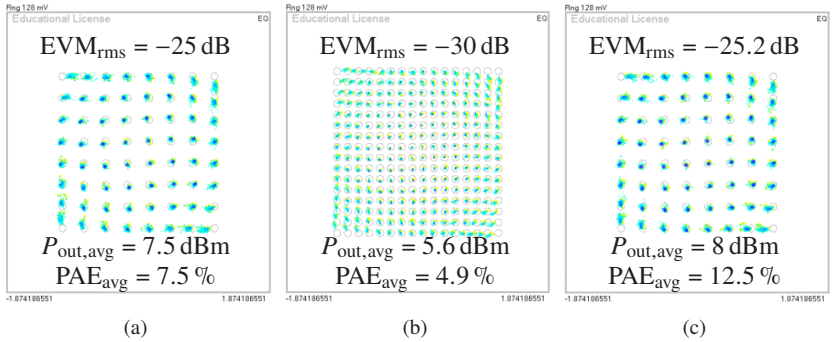 Rng 128 mV
Educational License EQ
EVMrms = −25 dB
Pout,avg = 7.5 dBm
PAEavg = 7.5 %
-1.874186551 1.874186551
(a)
Educational License EQ
EVMrms = −30 dB
Pout,avg = 5.6 dBm
PAEavg = 4.9 %
-1.874186551 1.874186551
(b)
Rng 128 mV
Educational License EQ
EVMrms = −25.2 dB
Pout,avg = 8 dBm
PAEavg = 12.5 %
-1.874186551 1.874186551
(c)